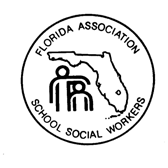 FLORIDA ASSOCIATION
SCHOOL SOCIAL WORKERS